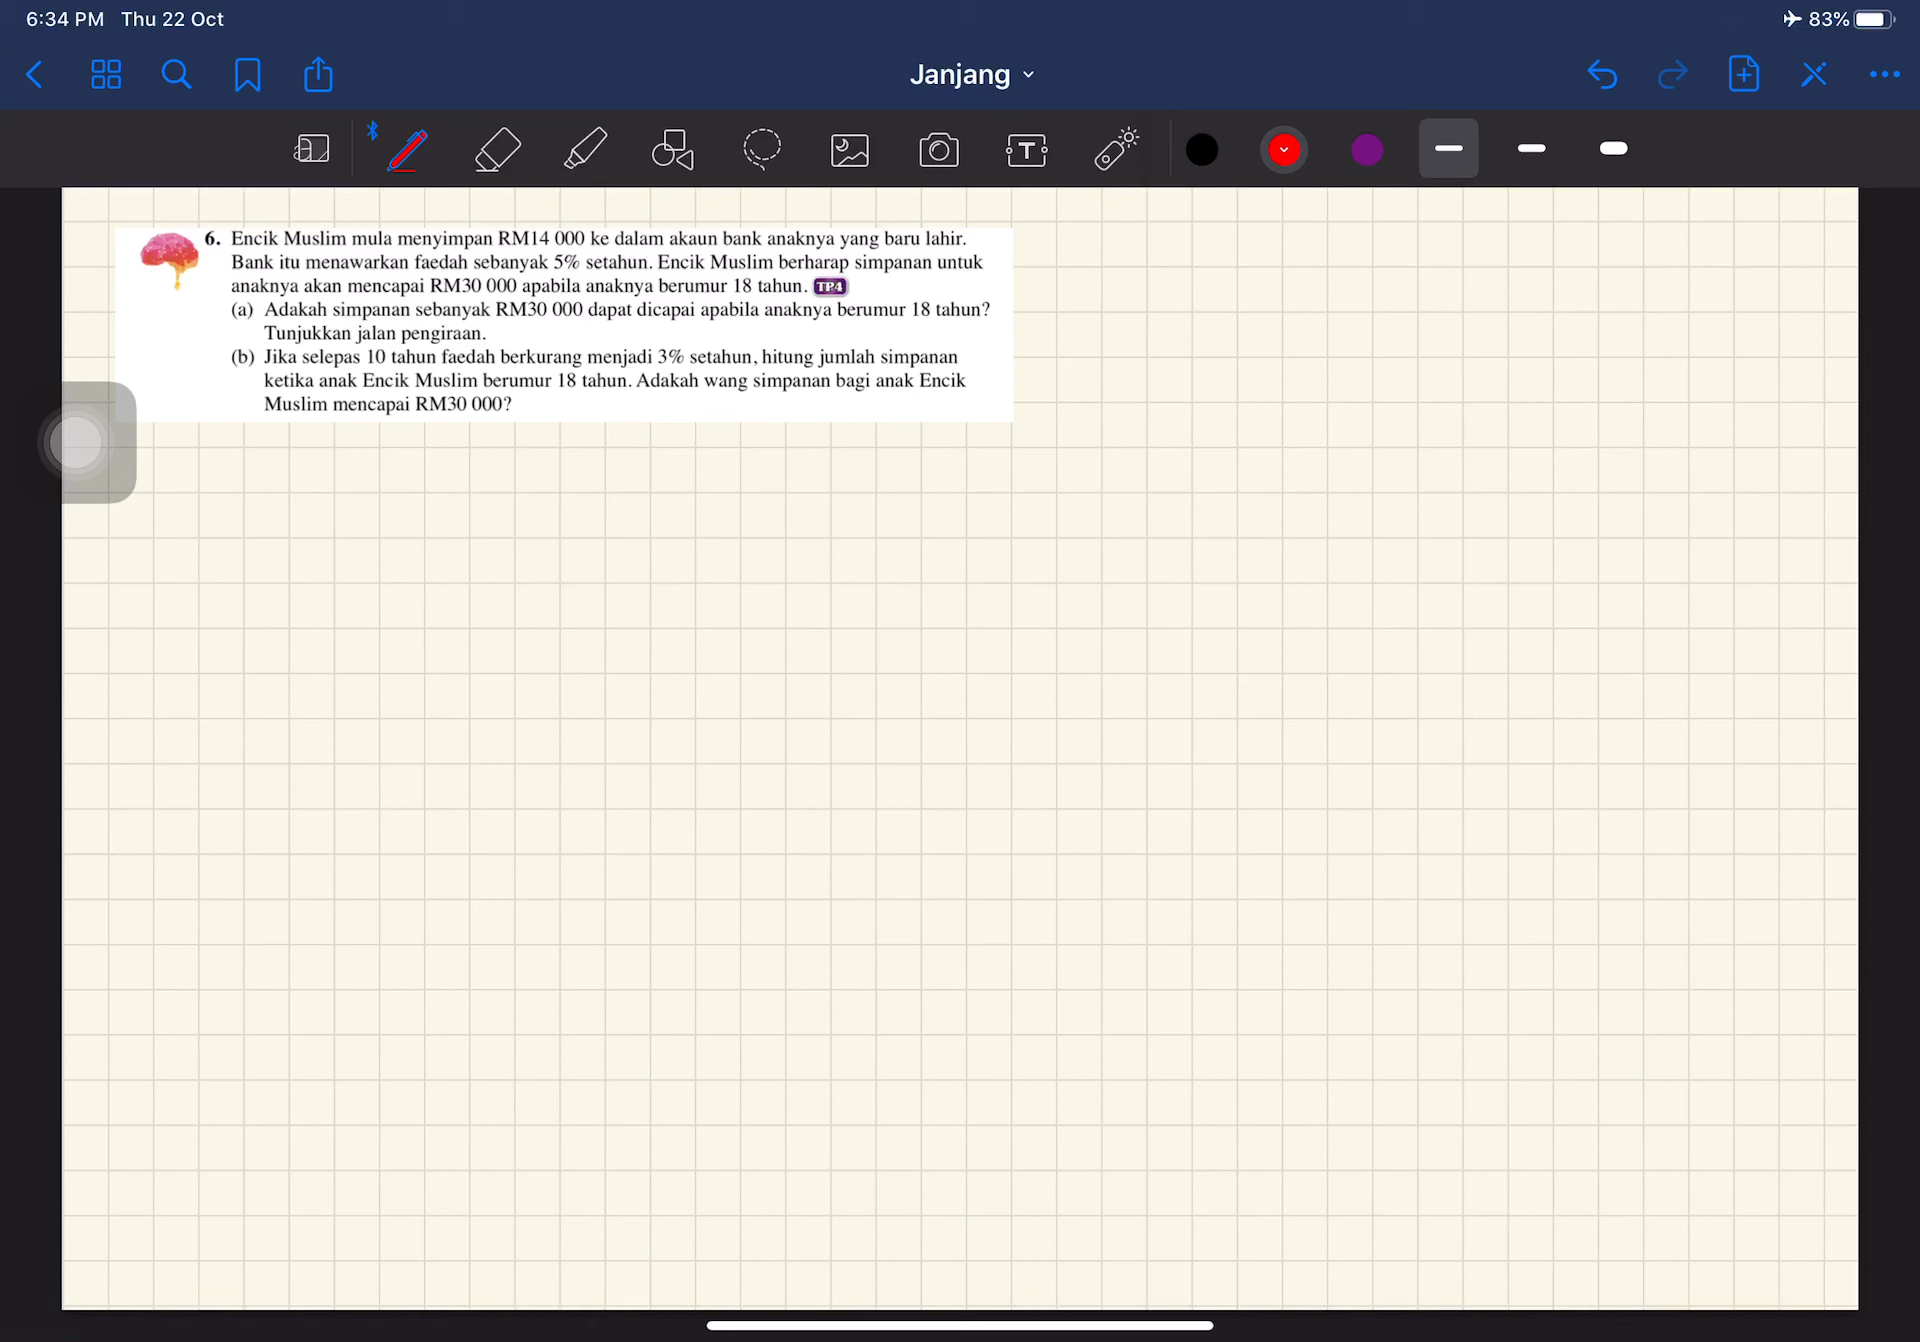 6:34 PM Thu 22 Oct
83%
Janjang
T
6. Encik Muslim mula menyimpan RM14 000 ke dalam akaun bank anaknya yang baru lahir.
Bank itu menawarkan faedah sebanyak 5% setahun. Encik Muslim berharap simpanan untuk
anaknya akan mencapai RM30 000 apabila anaknya berumur 18 tahun. TP4
(a) Adakah simpanan sebanyak RM30 000 dapat dicapai apabila anaknya berumur 18 tahun?
Tunjukkan jalan pengiraan.
(b) Jika selepas 10 tahun faedah berkurang menjadi 3% setahun, hitung jumlah simpanan
ketika anak Encik Muslim berumur 18 tahun. Adakah wang simpanan bagi anak Encik
Muslim mencapai RM30 000?